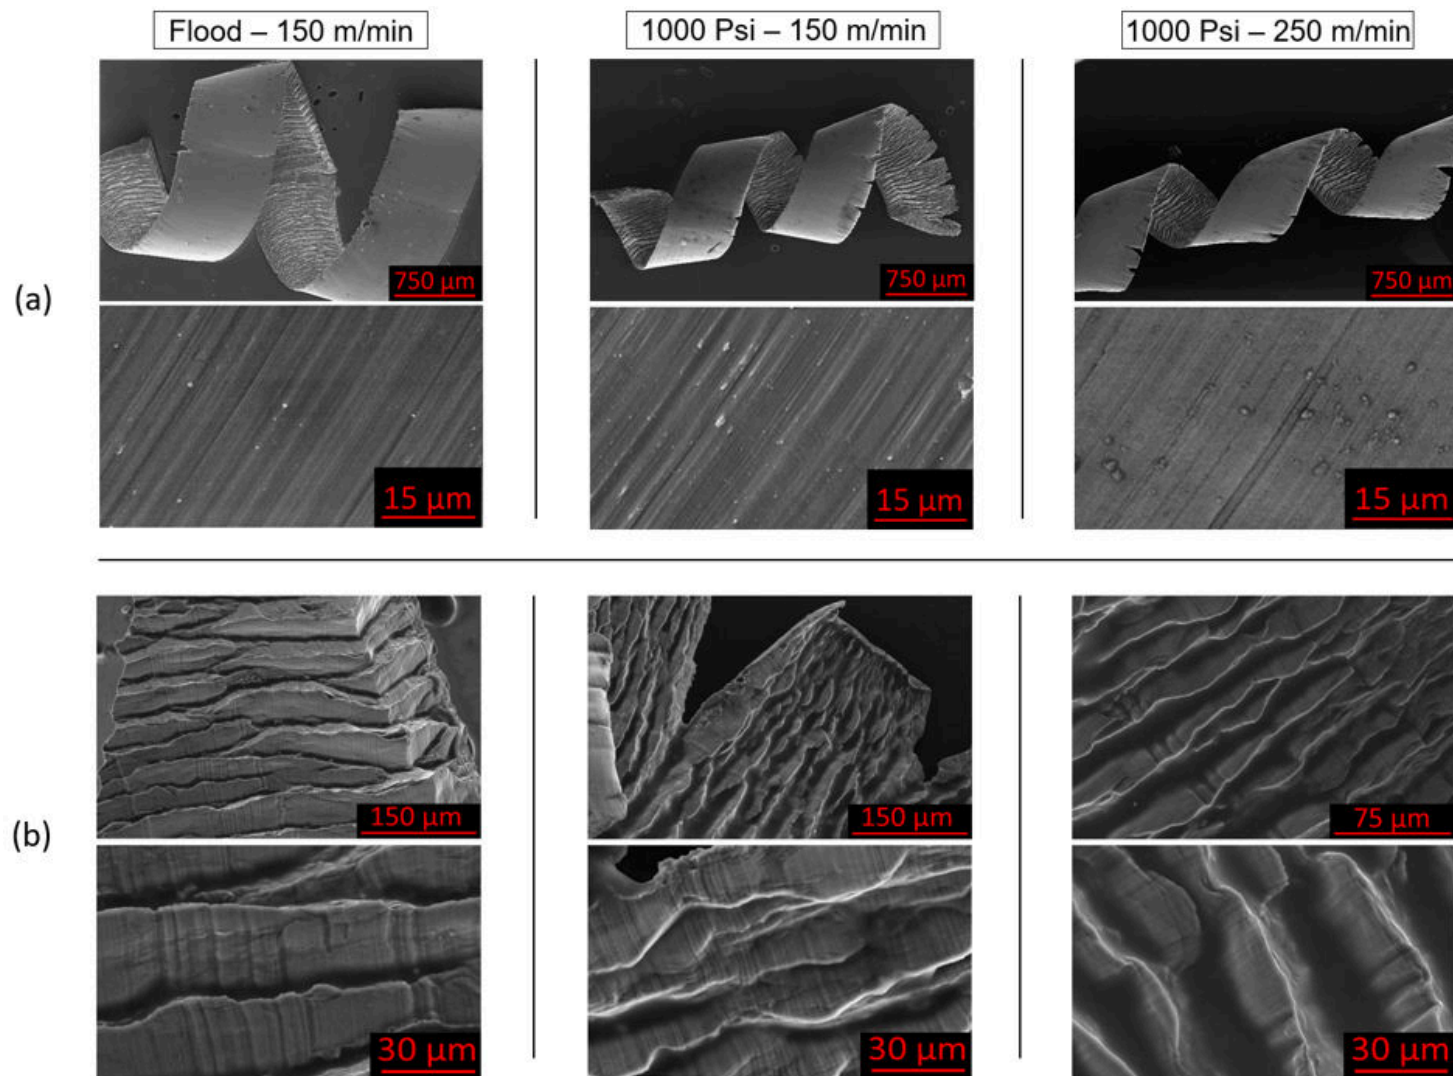 Flood – 150 m/min
1000 Psi – 150 m/min
1000 Psi – 250 m/min
(a)
750 µm
750 µm
750 µm
15 µm
15 µm
15 µm
(b)
150 µm
150 µm
75 µm
30 µm
30 µm
30 µm